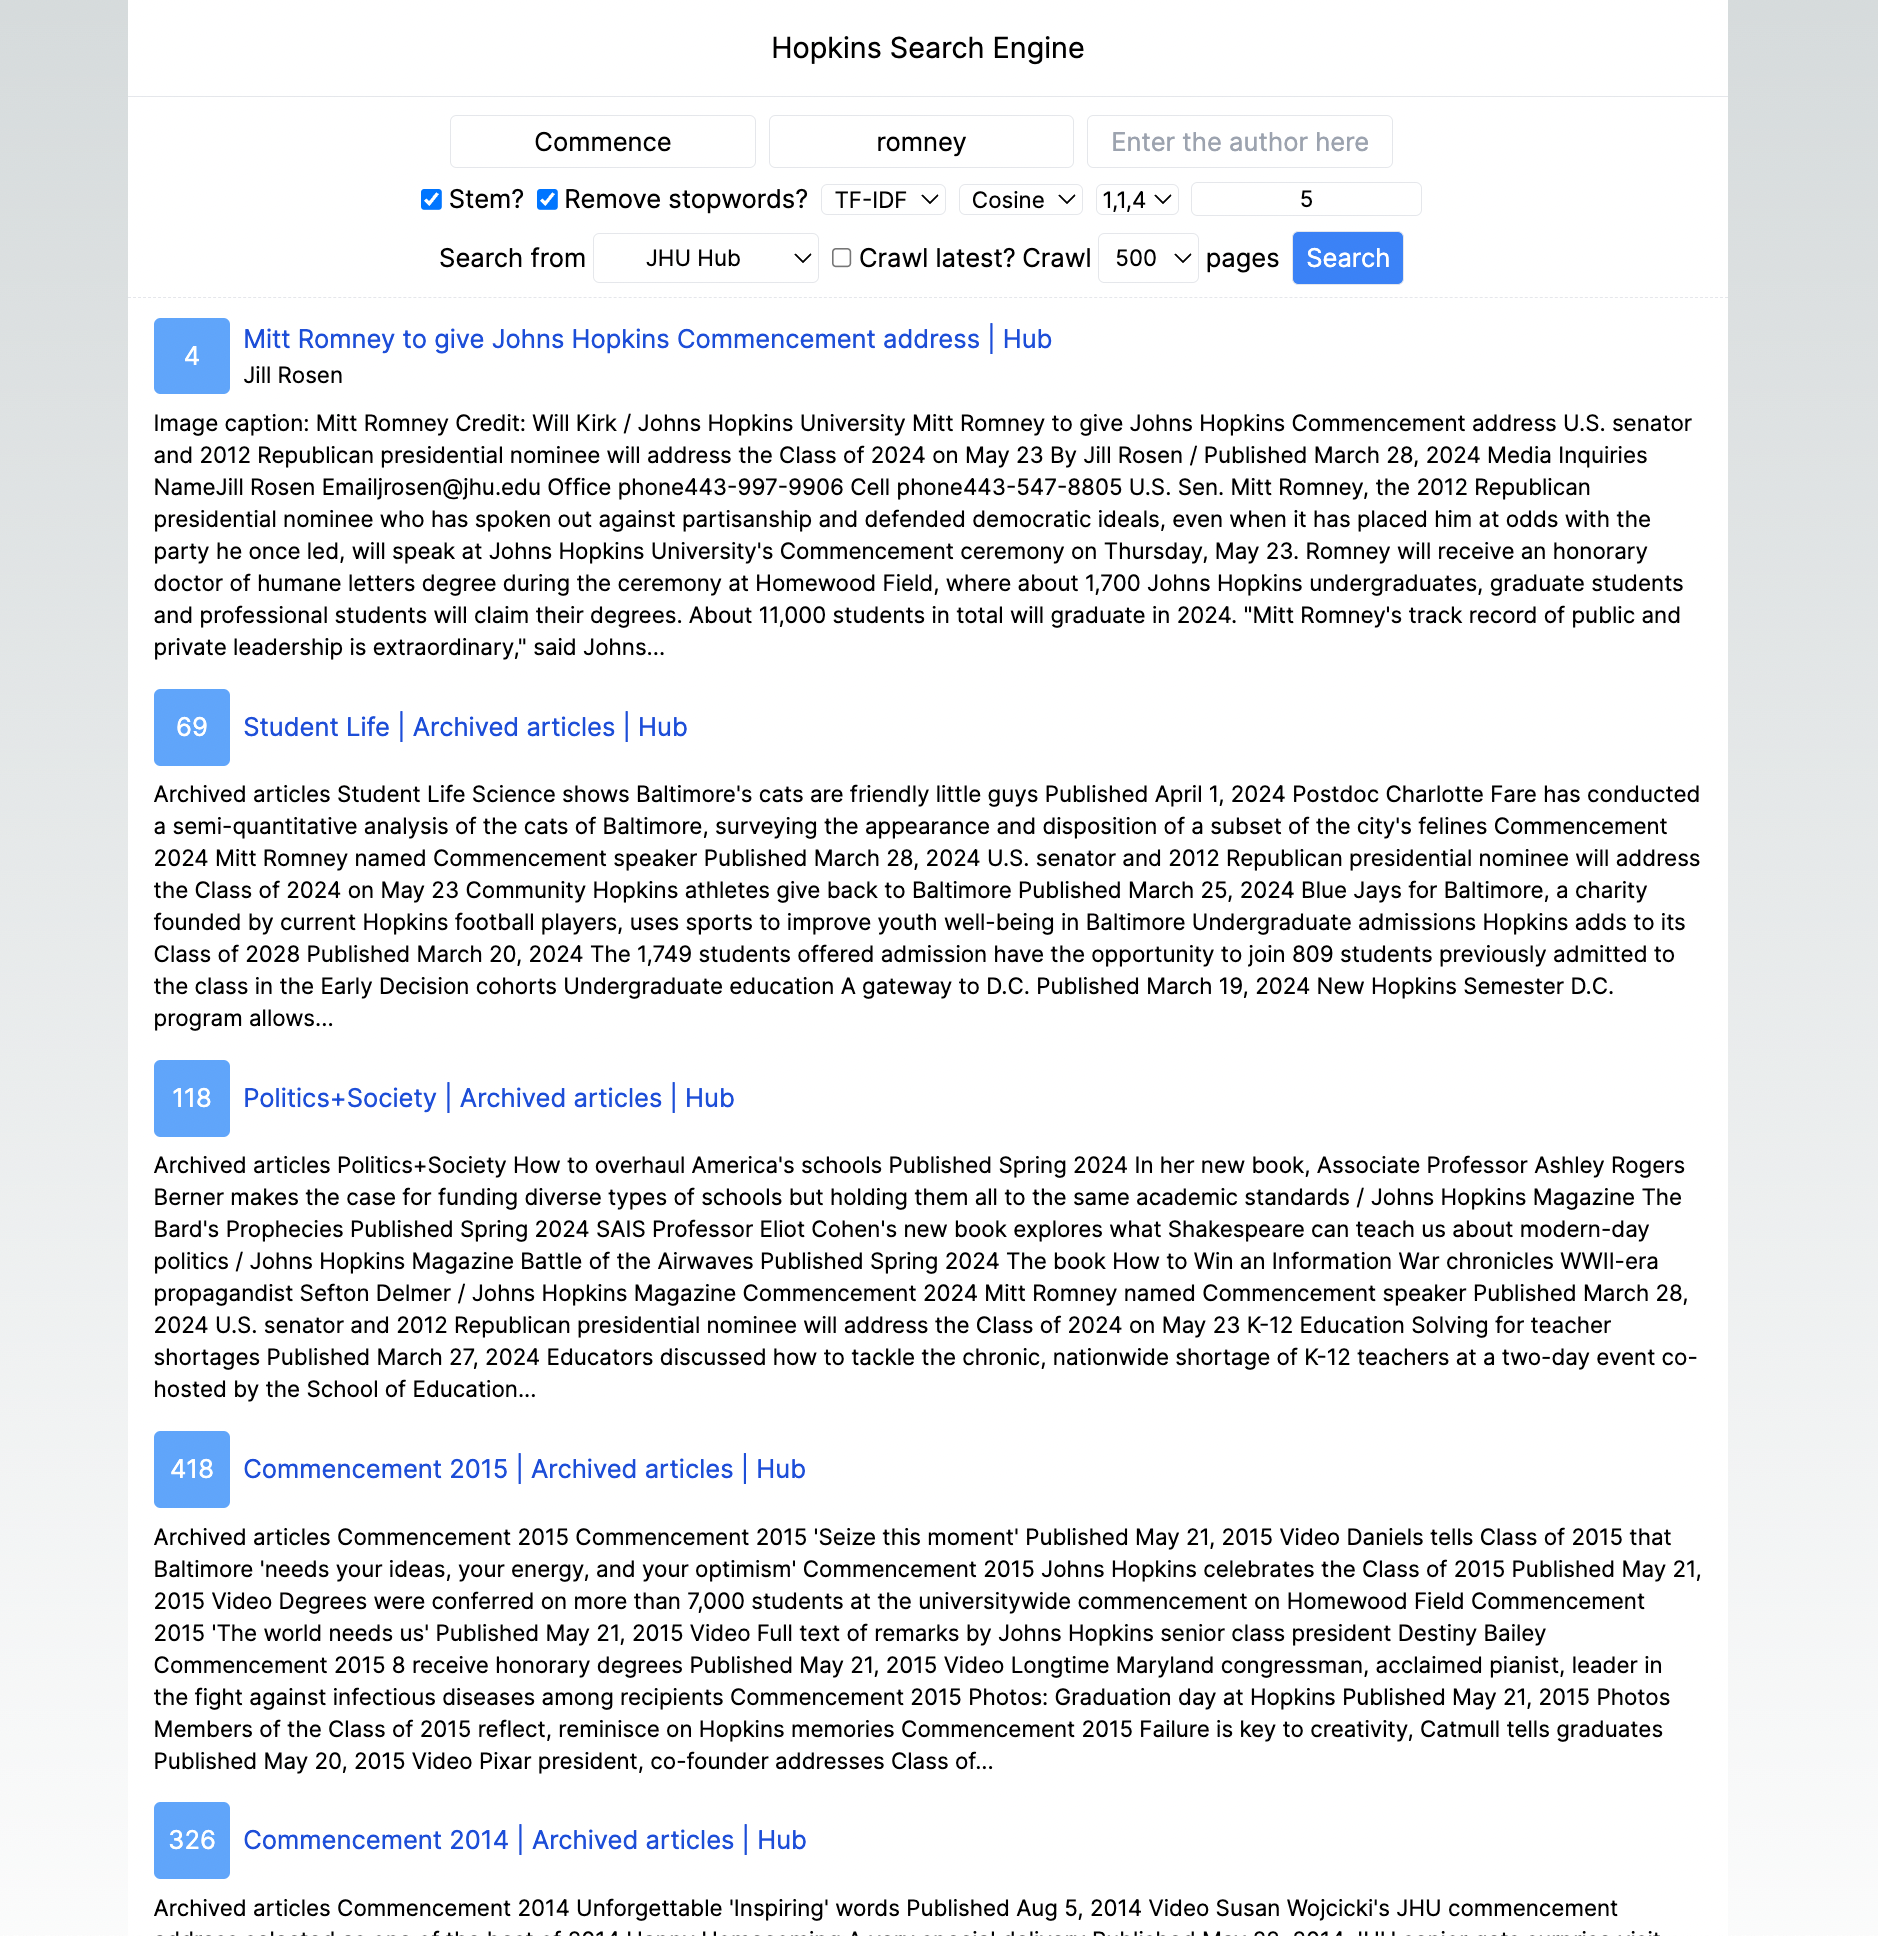 Hopkins Search Engine
Commence romney Enter the author here
Stem? Remove stopwords? TF-IDF Cosine 1,1,4 5
Search from JHU Hub Crawl latest? Crawl 500 pages Search
4 Mitt Romney to give Johns Hopkins Commencement address | Hub
Jill Rosen
Image caption: Mitt Romney Credit: Will Kirk / Johns Hopkins University Mitt Romney to give Johns Hopkins Commencement address U.S. senator
and 2012 Republican presidential nominee will address the Class of 2024 on May 23 By Jill Rosen / Published March 28, 2024 Media Inquiries
NameJill Rosen Emailjrosen@jhu.edu Office phone443-997-9906 Cell phone443-547-8805 U.S. Sen. Mitt Romney, the 2012 Republican
presidential nominee who has spoken out against partisanship and defended democratic ideals, even when it has placed him at odds with the
party he once led, will speak at Johns Hopkins University's Commencement ceremony on Thursday, May 23. Romney will receive an honorary
doctor of humane letters degree during the ceremony at Homewood Field, where about 1,700 Johns Hopkins undergraduates, graduate students
and professional students will claim their degrees. About 11,000 students in total will graduate in 2024. "Mitt Romney's track record of public and
private leadership is extraordinary," said Johns...
69 Student Life | Archived articles | Hub
Archived articles Student Life Science shows Baltimore's cats are friendly little guys Published April 1, 2024 Postdoc Charlotte Fare has conducted
a semi-quantitative analysis of the cats of Baltimore, surveying the appearance and disposition of a subset of the city's felines Commencement
2024 Mitt Romney named Commencement speaker Published March 28, 2024 U.S. senator and 2012 Republican presidential nominee will address
the Class of 2024 on May 23 Community Hopkins athletes give back to Baltimore Published March 25, 2024 Blue Jays for Baltimore, a charity
founded by current Hopkins football players, uses sports to improve youth well-being in Baltimore Undergraduate admissions Hopkins adds to its
Class of 2028 Published March 20, 2024 The 1,749 students offered admission have the opportunity to join 809 students previously admitted to
the class in the Early Decision cohorts Undergraduate education A gateway to D.C. Published March 19, 2024 New Hopkins Semester D.C.
program allows...
118 Politics+Society | Archived articles | Hub
Archived articles Politics+Society How to overhaul America's schools Published Spring 2024 In her new book, Associate Professor Ashley Rogers
Berner makes the case for funding diverse types of schools but holding them all to the same academic standards / Johns Hopkins Magazine The
Bard's Prophecies Published Spring 2024 SAIS Professor Eliot Cohen's new book explores what Shakespeare can teach us about modern-day
politics / Johns Hopkins Magazine Battle of the Airwaves Published Spring 2024 The book How to Win an Information War chronicles WWII-era
propagandist Sefton Delmer / Johns Hopkins Magazine Commencement 2024 Mitt Romney named Commencement speaker Published March 28,
2024 U.S. senator and 2012 Republican presidential nominee will address the Class of 2024 on May 23 K-12 Education Solving for teacher
shortages Published March 27, 2024 Educators discussed how to tackle the chronic, nationwide shortage of K-12 teachers at a two-day event co-
hosted by the School of Education...
418 Commencement 2015 | Archived articles | Hub
Archived articles Commencement 2015 Commencement 2015 'Seize this moment' Published May 21, 2015 Video Daniels tells Class of 2015 that
Baltimore 'needs your ideas, your energy, and your optimism' Commencement 2015 Johns Hopkins celebrates the Class of 2015 Published May 21,
2015 Video Degrees were conferred on more than 7,000 students at the universitywide commencement on Homewood Field Commencement
2015 'The world needs us' Published May 21, 2015 Video Full text of remarks by Johns Hopkins senior class president Destiny Bailey
Commencement 2015 8 receive honorary degrees Published May 21, 2015 Video Longtime Maryland congressman, acclaimed pianist, leader in
the fight against infectious diseases among recipients Commencement 2015 Photos: Graduation day at Hopkins Published May 21, 2015 Photos
Members of the Class of 2015 reflect, reminisce on Hopkins memories Commencement 2015 Failure is key to creativity, Catmull tells graduates
Published May 20, 2015 Video Pixar president, co-founder addresses Class of...
326 Commencement 2014 | Archived articles | Hub
Archived articles Commencement 2014 Unforgettable 'Inspiring' words Published Aug 5, 2014 Video Susan Wojcicki's JHU commencement